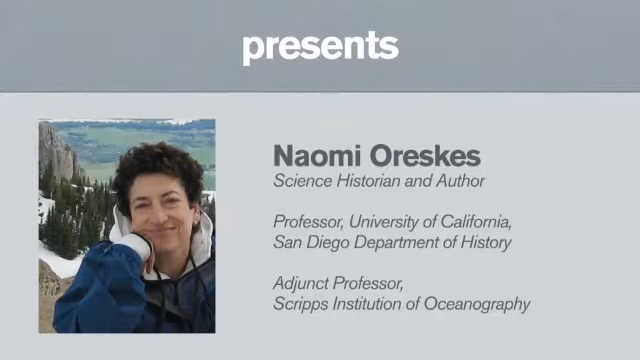 presents
Naomi Oreskes
Science Historian and Author
Professor, University of California,
San Diego Department of History
Adjunct Professor,
Scripps Institution of Oceanography